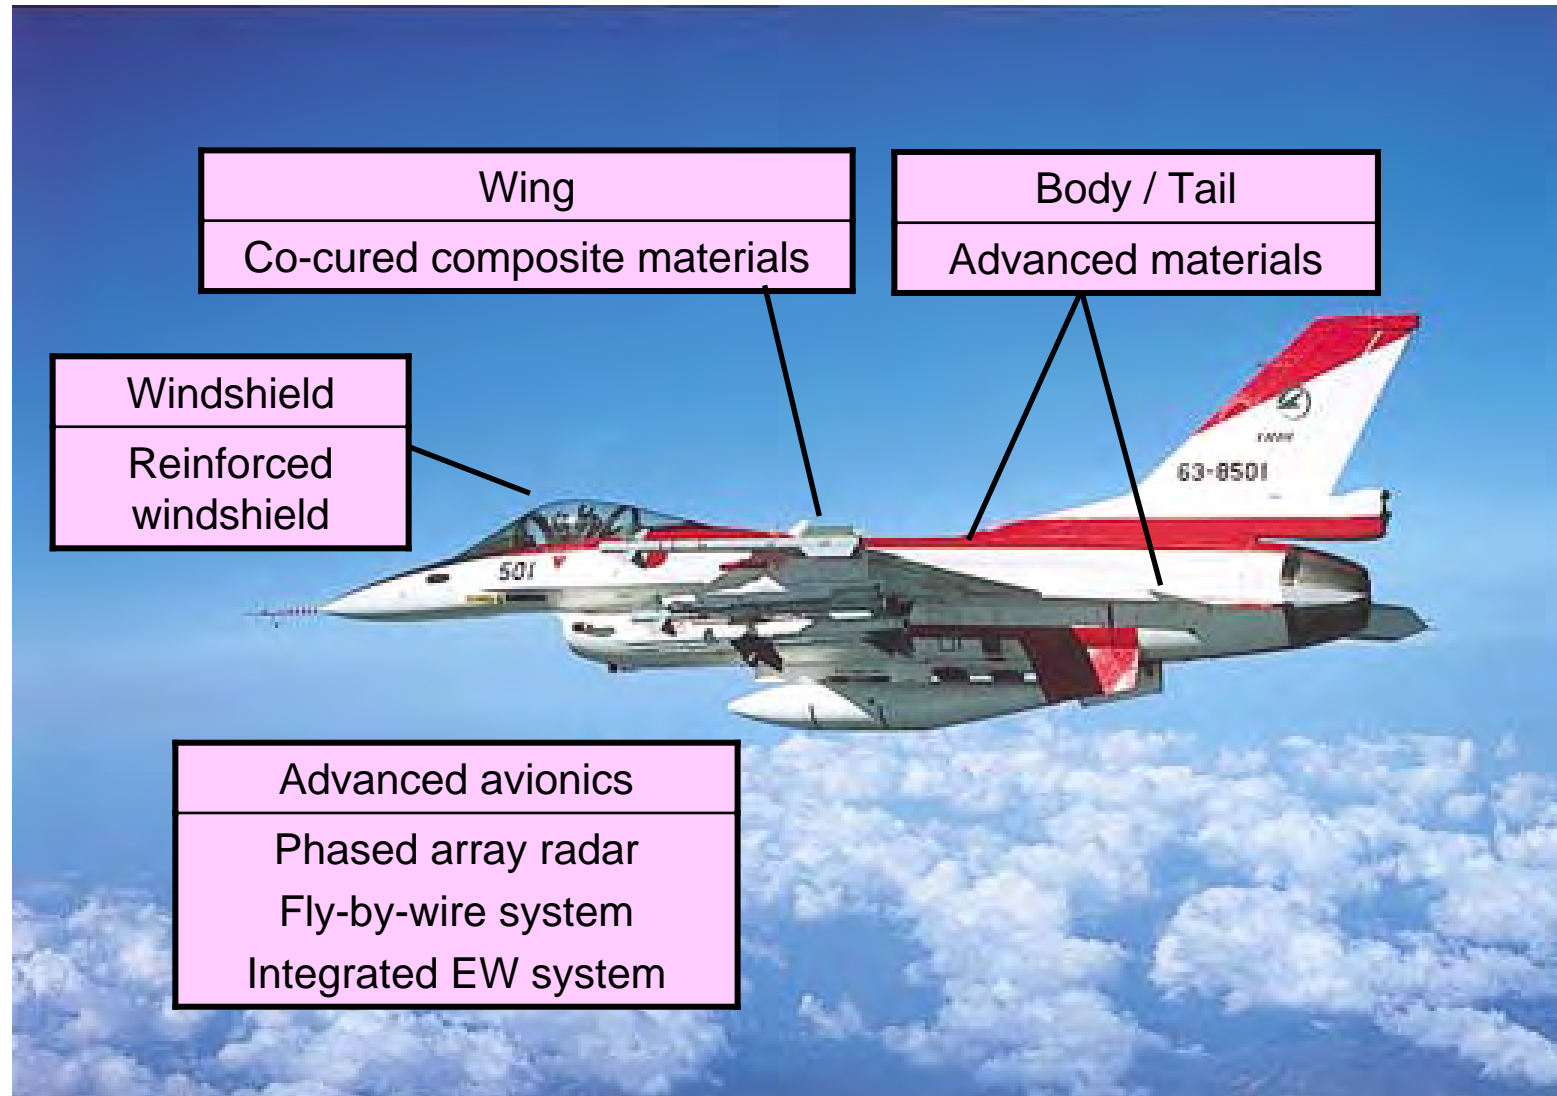 Wing
Co-cured composite materials
Body / Tail
Advanced materials
Windshield
Reinforced
windshield
63-8501
501
Advanced avionics
Phased array radar
Fly-by-wire system
Integrated EW system